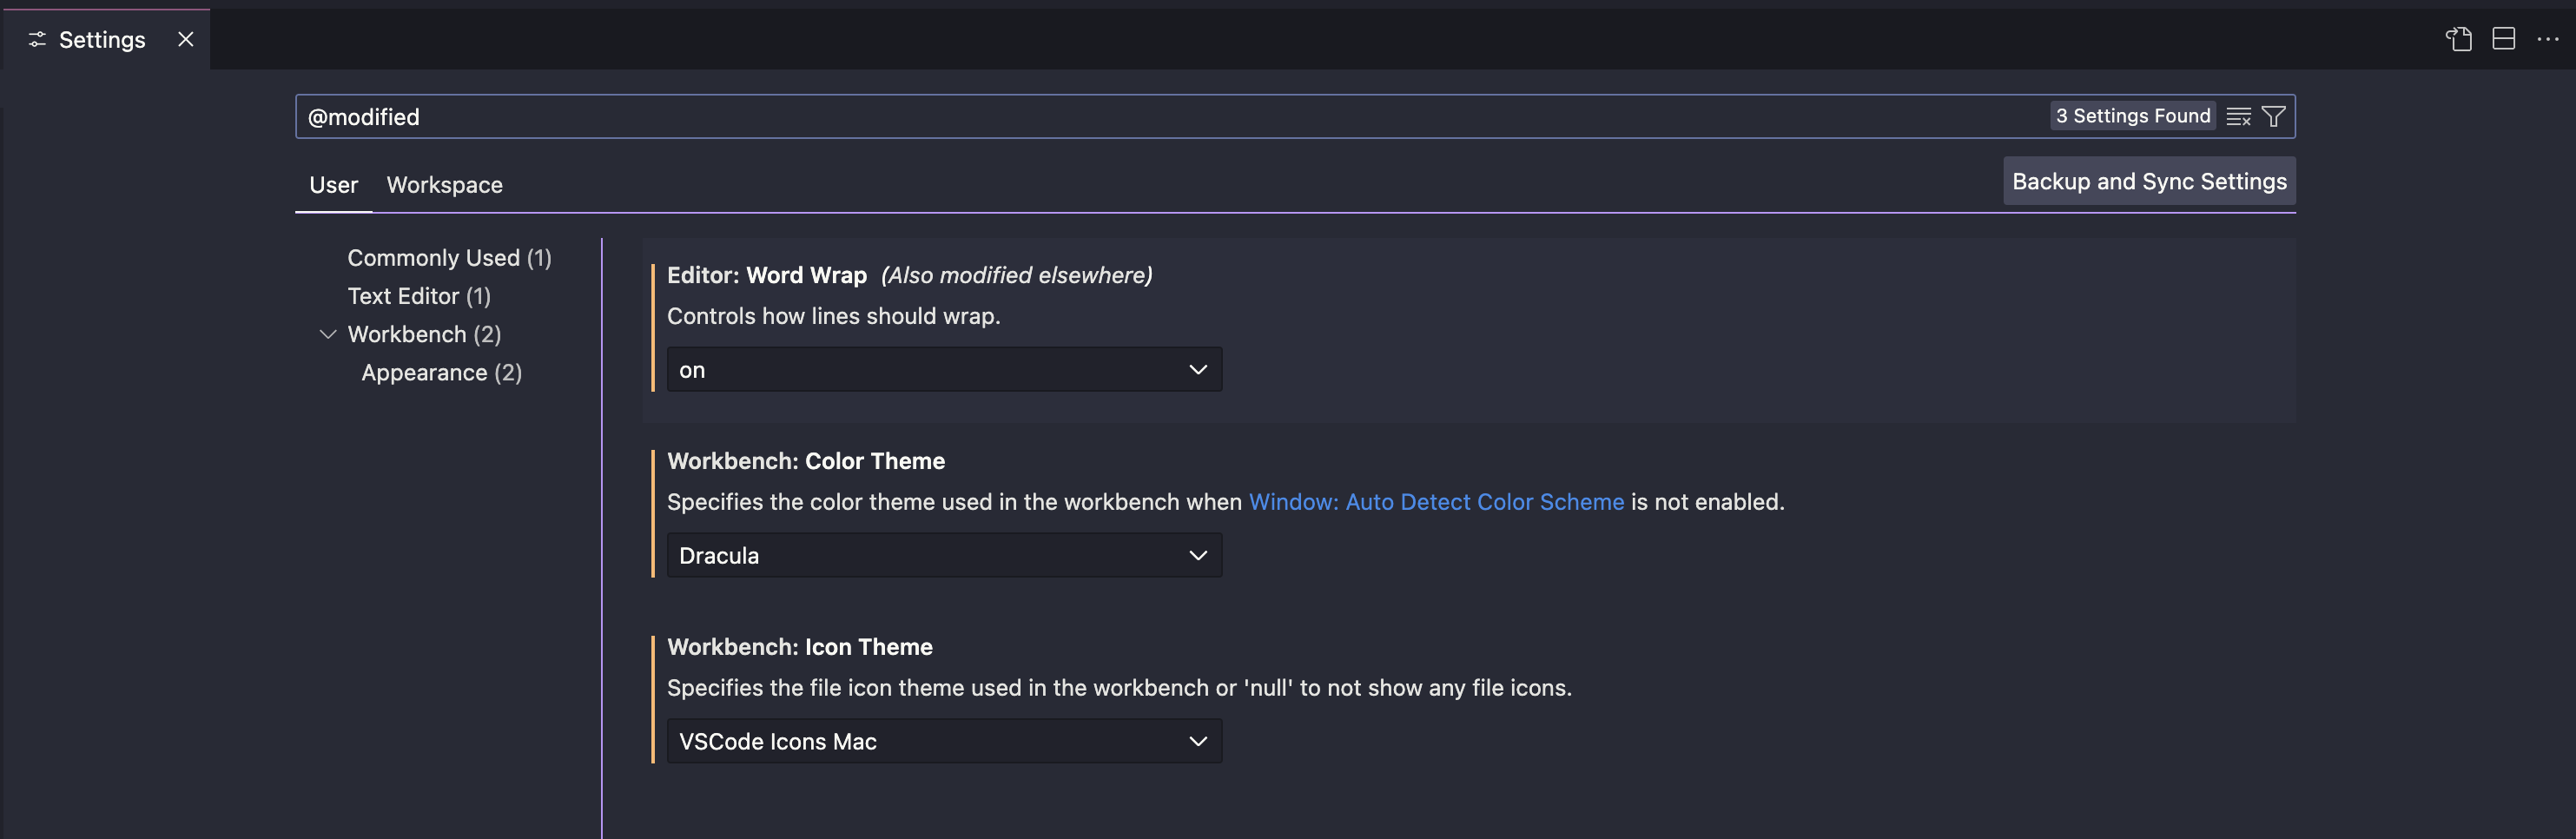 Settings
@modified
3 Settings Found
User Workspace
Backup and Sync Settings
Commonly Used (1)
Text Editor (1)
Workbench (2)
Appearance (2)
Editor: Word Wrap (Also modified elsewhere)
Controls how lines should wrap.
on
Workbench: Color Theme
Specifies the color theme used in the workbench when Window: Auto Detect Color Scheme is not enabled.
Dracula
Workbench: Icon Theme
Specifies the file icon theme used in the workbench or 'null' to not show any file icons.
VSCode Icons Mac